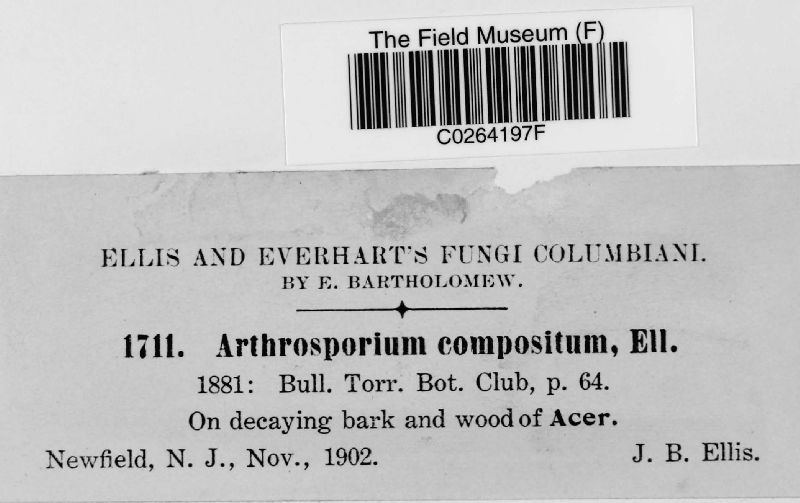 The Field Museum (F)
C0264197F
ELLIS AND EVERHART'S FUNGI COLUMBIANI.
BY E. BARTHOLOMEW.
1711. Arthrosporium compositum, Ell.
1881: Bull. Torr. Bot. Club, p. 64.
On decaying bark and wood of Acer.
Newfield, N. J., Nov., 1902. J. B. Ellis.